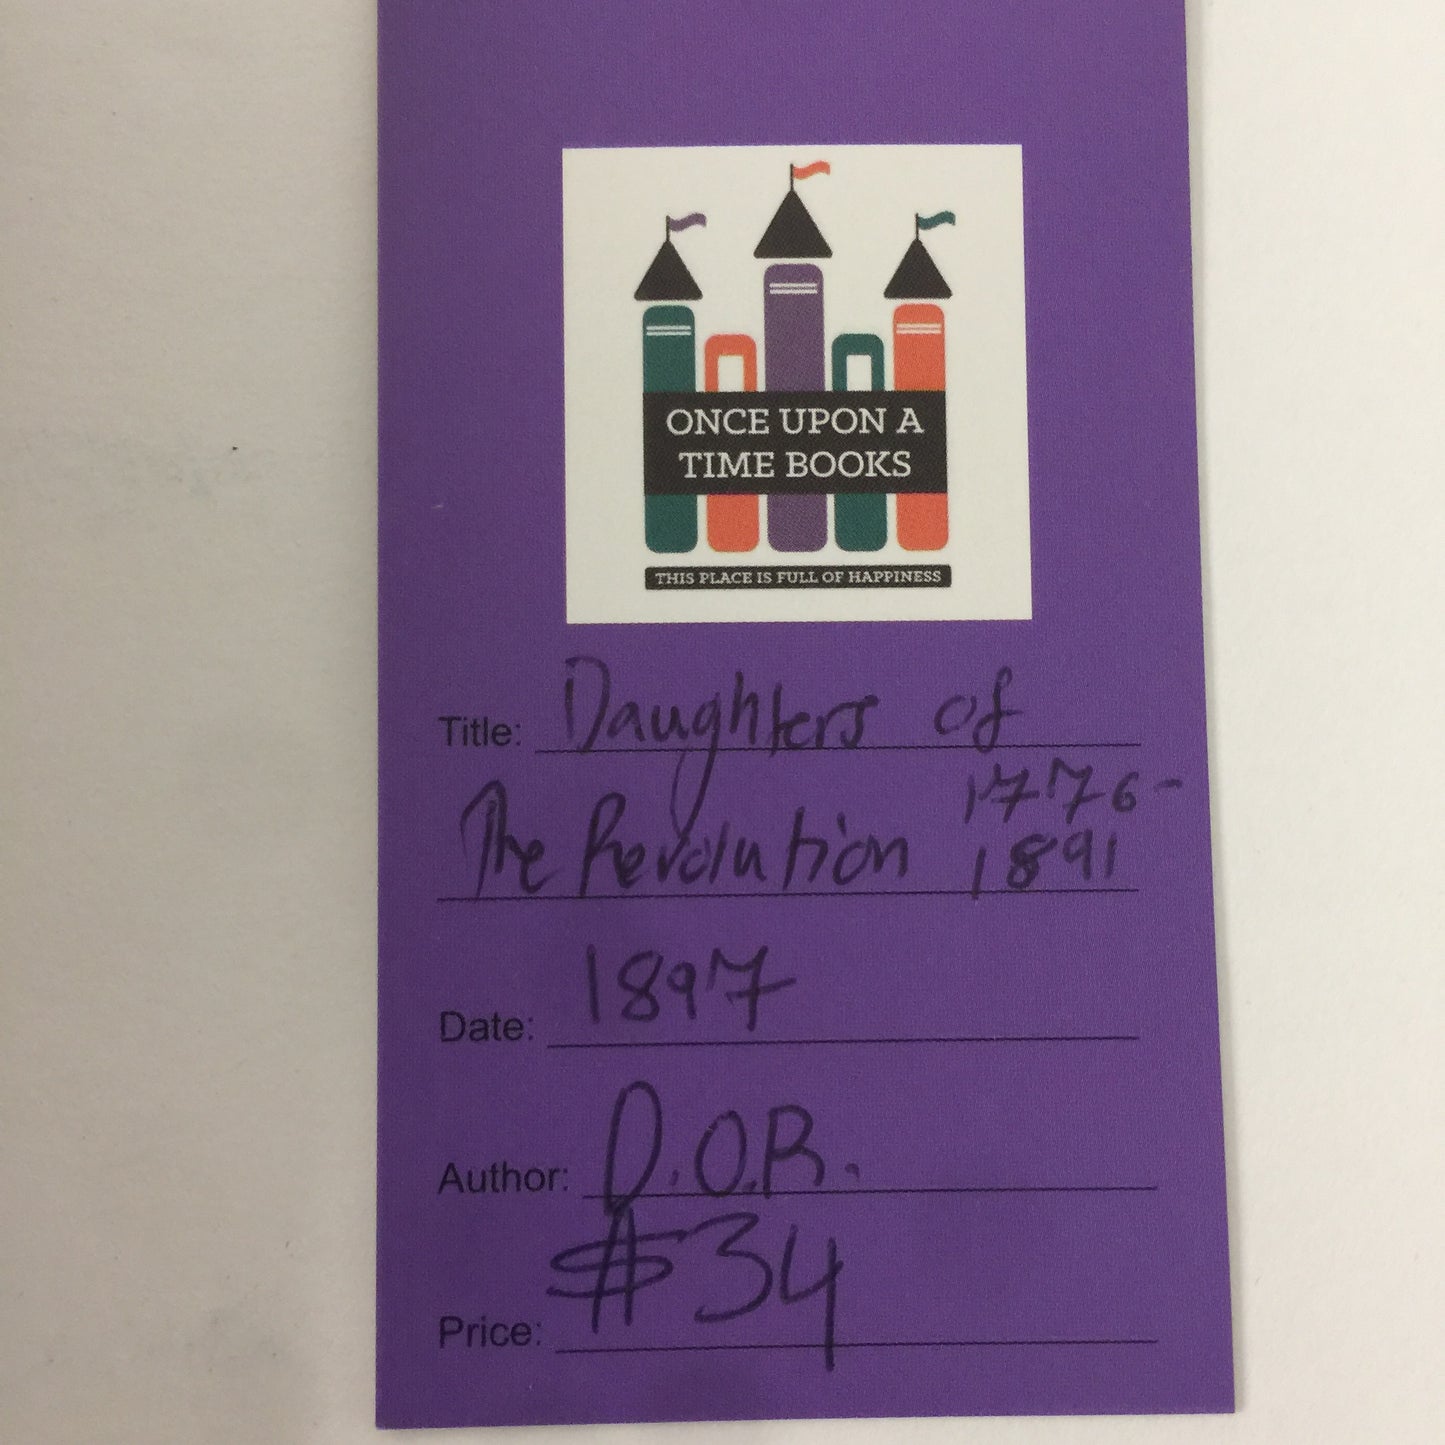 ONCE UPON A
TIME BOOKS
THIS PLACE IS FULL OF HAPPINESS
Title: Daughters of
The Revolution 1776-
1891
Date: 1897
Author: D.O.R.
Price: $34